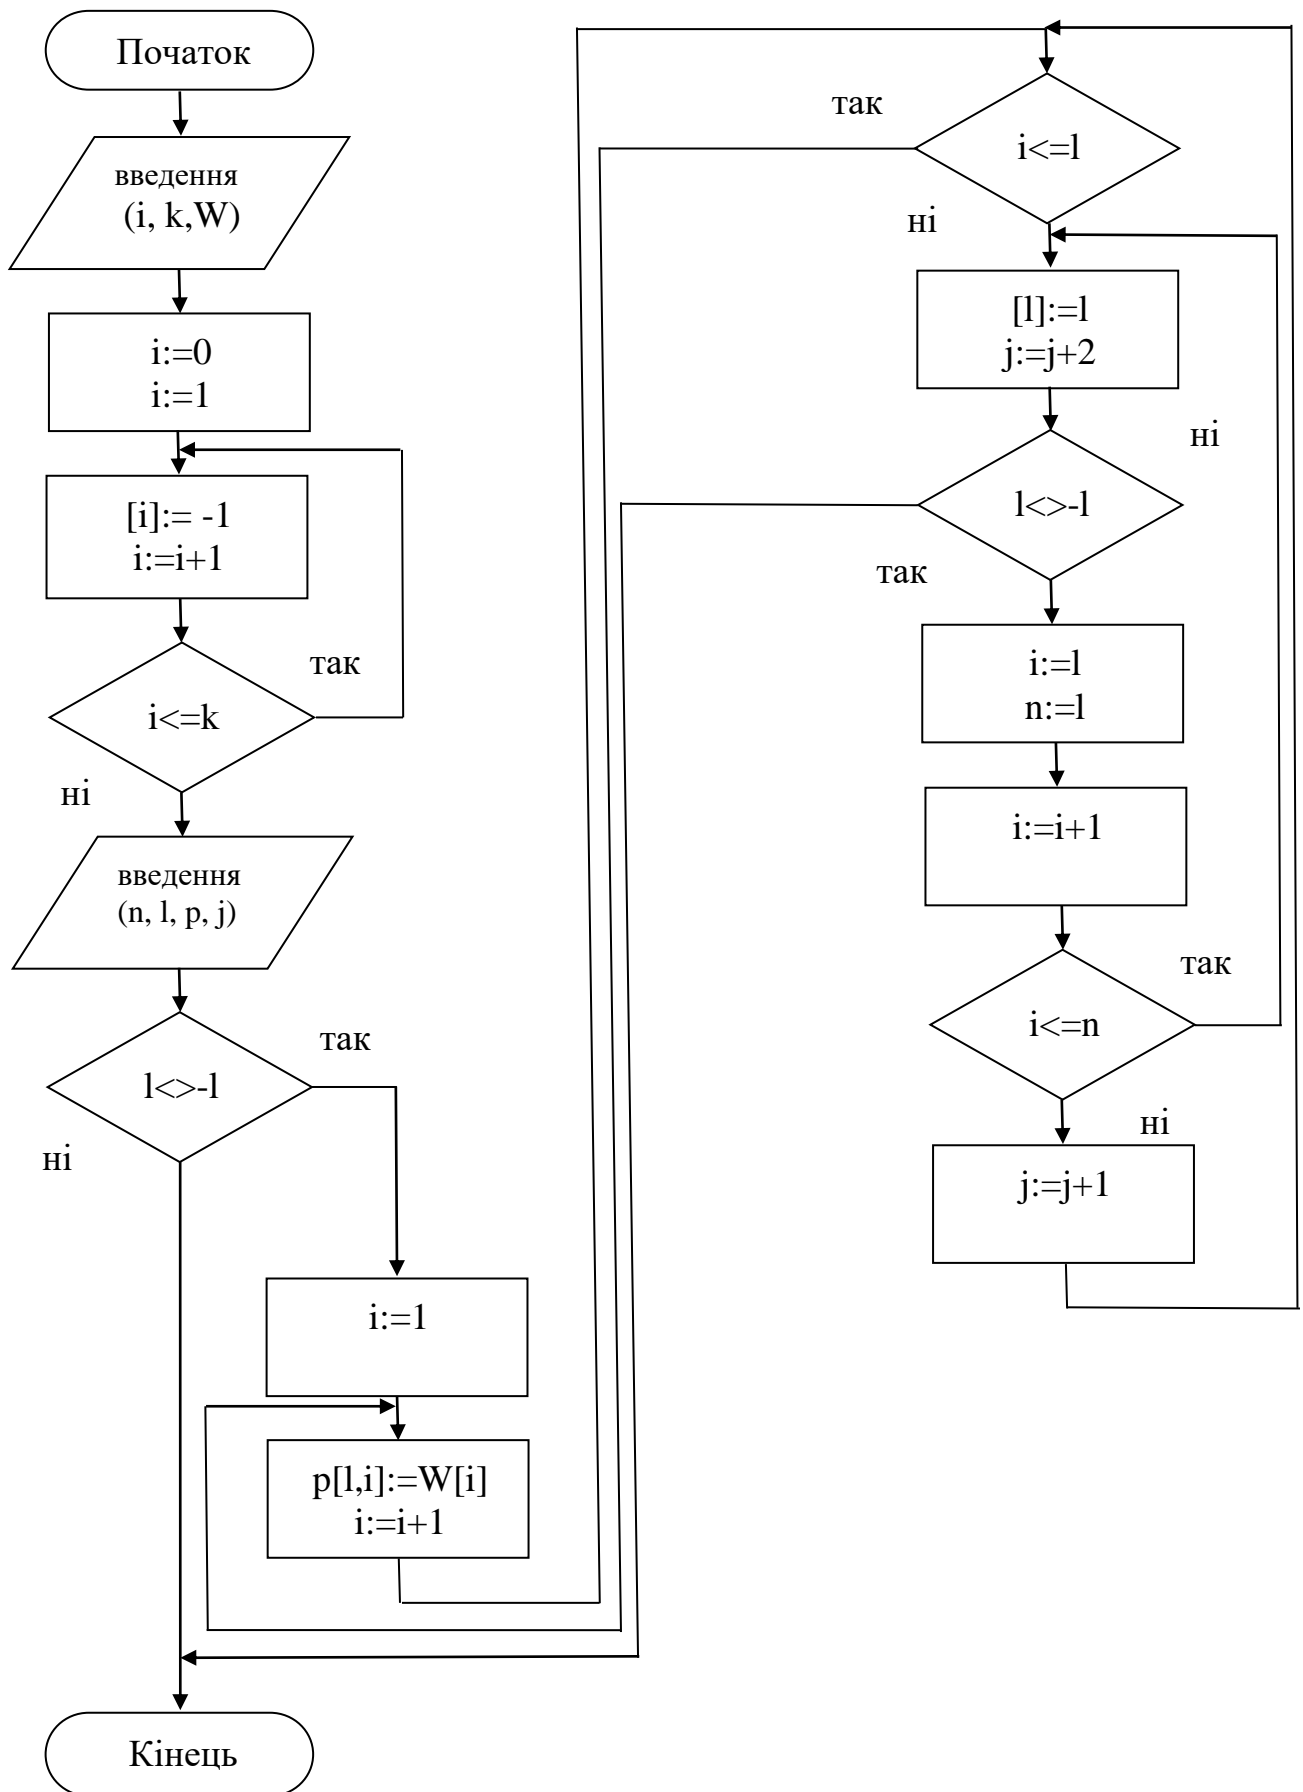 Початок
введення
(i, k,W)
i:=0
i:=1
[i]:= -1
i:=i+1
так
i<=k
ні
введення
(n, l, p, j)
так
l<>-l
ні
i:=1
p[l,i]:=W[i]
i:=i+1
Кінець
так
i<=l
ні
[l]:=l
j:=j+2
ні
l<>-l
так
i:=l
n:=l
i:=i+1
так
i<=n
ні
j:=j+1